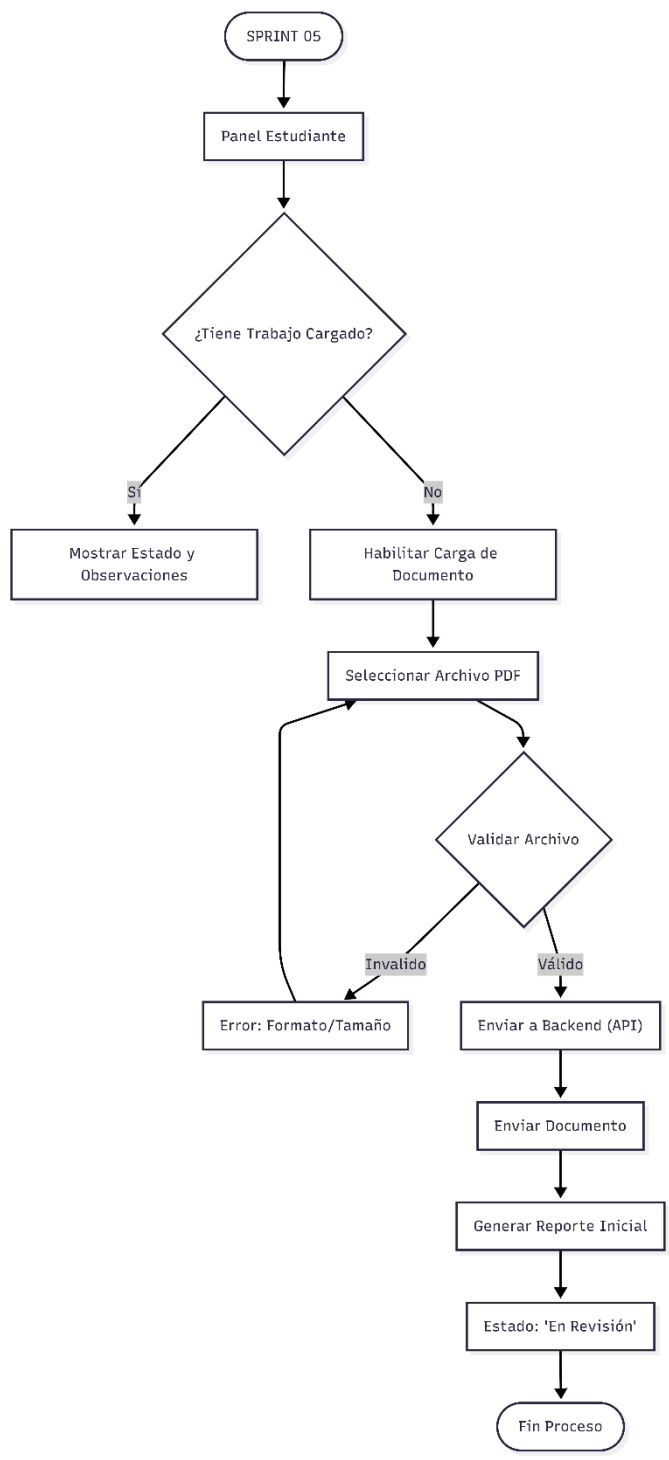 SPRINT 05
Panel Estudiante
¿Tiene Trabajo Cargado?
Sí
No
Mostrar Estado y
Observaciones
Habilitar Carga de
Documento
Seleccionar Archivo PDF
Validar Archivo
Invalido
Válido
Error: Formato/Tamaño
Enviar a Backend (API)
Enviar Documento
Generar Reporte Inicial
Estado: 'En Revisión'
Fin Proceso